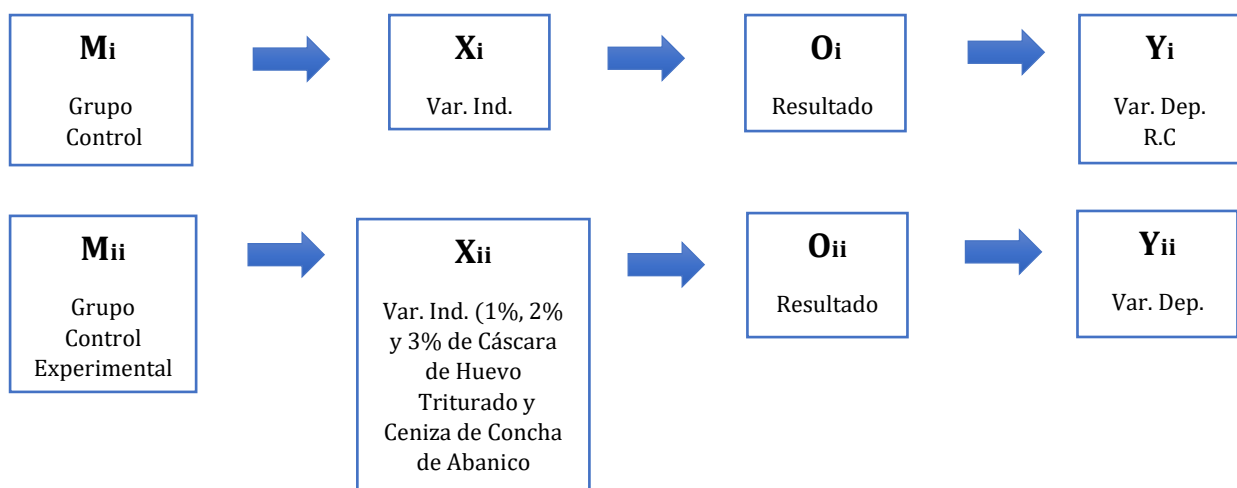 Mi
Grupo
Control
Xi
Var. Ind.
Oi
Resultado
Yi
Var. Dep.
R.C
Mii
Grupo
Control
Experimental
Xii
Var. Ind. (1%, 2%
y 3% de Cáscara
de Huevo
Triturado y
Ceniza de Concha
de Abanico
Oii
Resultado
Yii
Var. Dep.